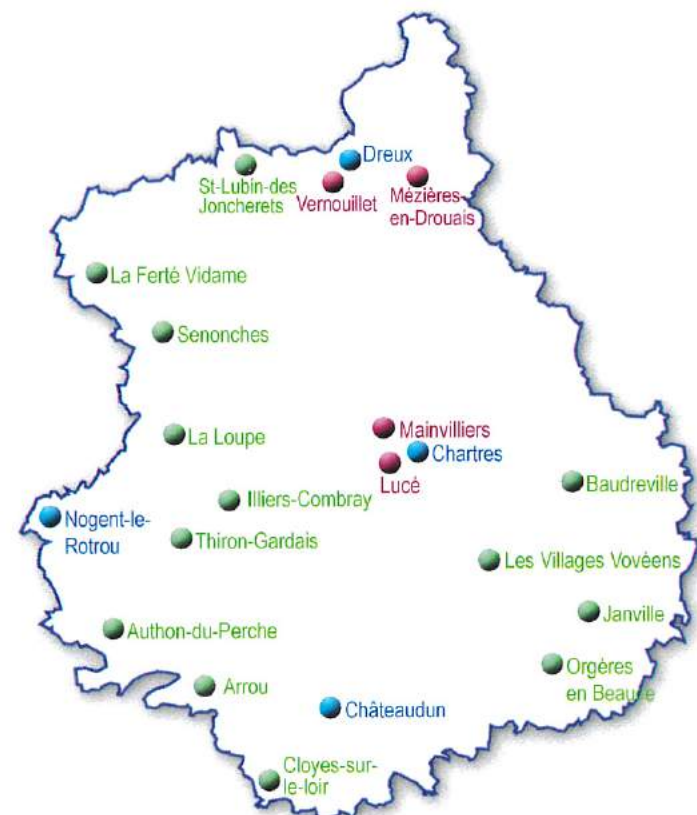 Dreux
St-Lubin-des
Joncherets
Vernouillet
Mézières-
en-Drouais
La Ferté Vidame
Senonches
La Loupe
Mainvilliers
Chartres
Lucé
Illiers-Combray
Baudreville
Nogent-le-
Rotrou
Thiron-Gardais
Les Villages Vovéens
Janville
Authon-du-Perche
Orgères
en Beauce
Arrou
Châteaudun
Cloyes-sur-
le-loir